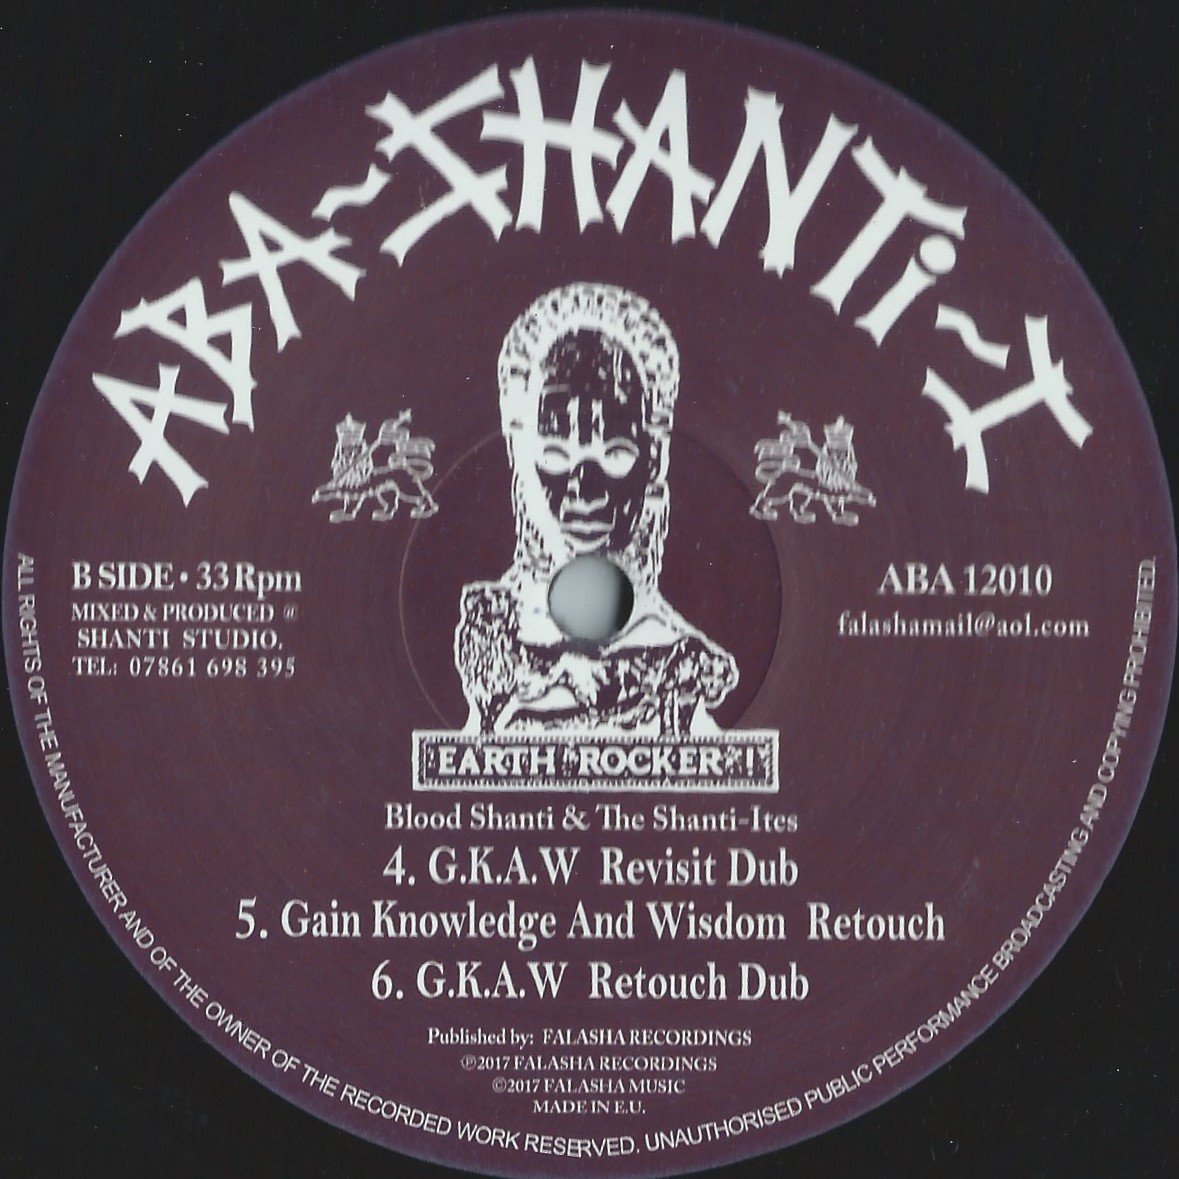 ABA~SHANTi~I
B SIDE • 33 Rpm
MIXED & PRODUCED @
SHANTI STUDIO.
TEL: 07861 698 395
ABA 12010
falashamail@aol.com
EARTH ROCKER !
Blood Shanti & The Shanti-Ites
4. G.K.A.W Revisit Dub
5. Gain Knowledge And Wisdom Retouch
6. G.K.A.W Retouch Dub
Published by: FALASHA RECORDINGS
℗2017 FALASHA RECORDINGS
©2017 FALASHA MUSIC
MADE IN E.U.
ALL RIGHTS OF THE MANUFACTURER AND OF THE OWNER OF THE RECORDED WORK RESERVED. UNAUTHORISED PUBLIC PERFORMANCE BROADCASTING AND COPYING PROHIBITED.